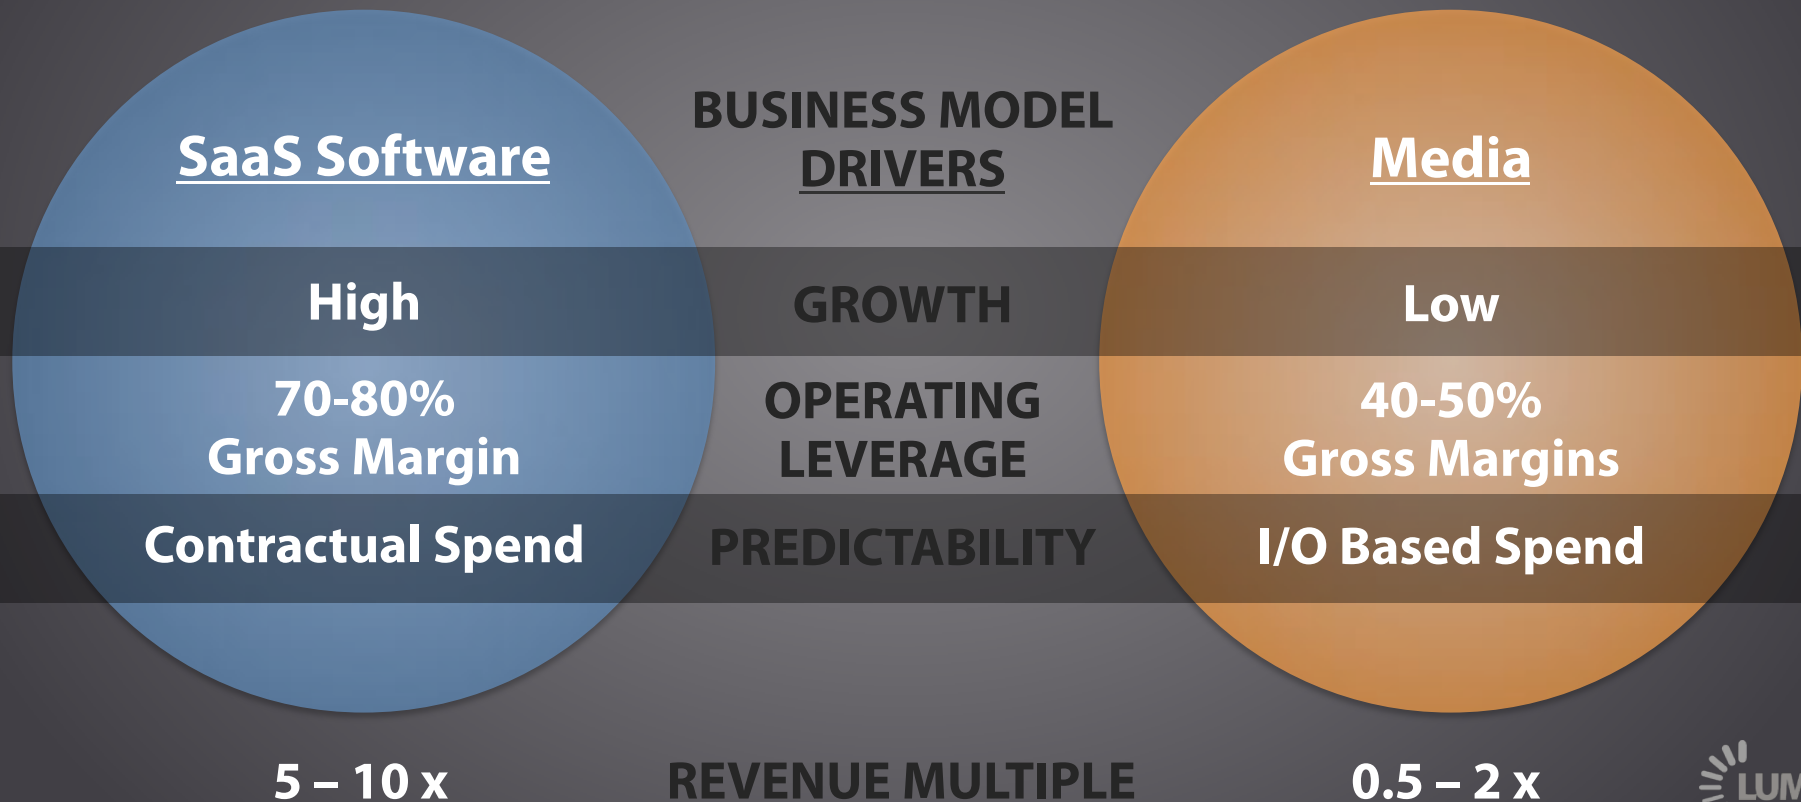 BUSINESS MODEL
DRIVERS
SaaS Software
Media
High
GROWTH
Low
70-80%
Gross Margin
OPERATING
LEVERAGE
40-50%
Gross Margins
Contractual Spend
PREDICTABILITY
I/O Based Spend
5 – 10 x
REVENUE MULTIPLE
0.5 – 2 x
LUM